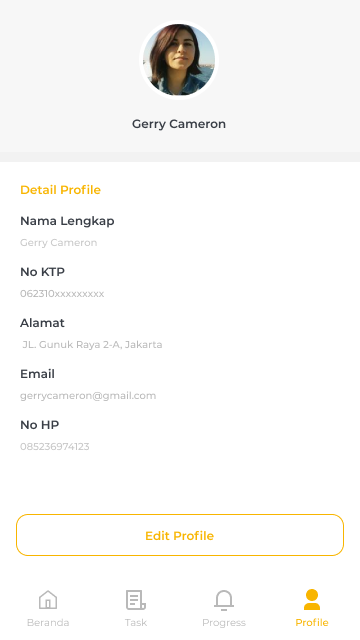 Gerry Cameron
Detail Profile
Nama Lengkap
Gerry Cameron
No KTP
062310xxxxxxxxx
Alamat
JL. Gunuk Raya 2-A, Jakarta
Email
gerrycameron@gmail.com
No HP
085236974123
Edit Profile
Beranda Task Progress Profile